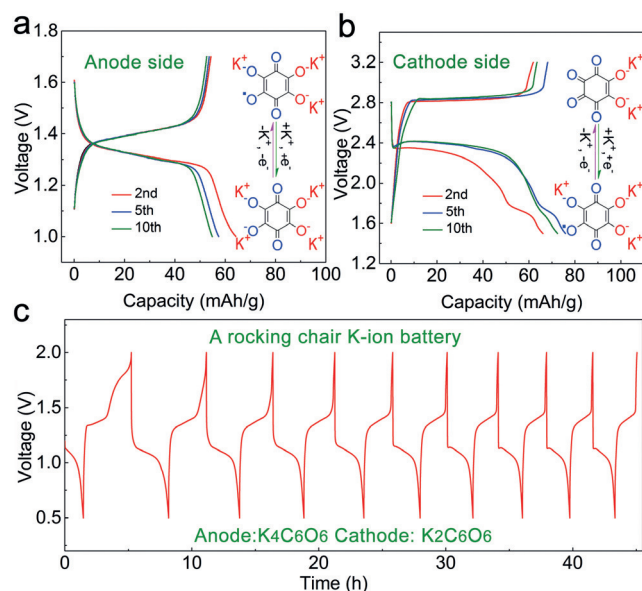 a
Anode side
Voltage (V)
1.8
1.6
1.4
1.2
1.0
0 20 40 60 80 100
Capacity (mAh/g)
2nd
5th
10th
O
K⁺
⁻O
O⁻
K⁺
•O
O⁻
K⁺
O
-K⁺, -e⁻
+K⁺, +e⁻
O
K⁺
⁻O
O⁻
K⁺
K⁺
⁻O
O⁻
K⁺
O
b
Cathode side
Voltage (V)
3.6
3.2
2.8
2.4
2.0
1.6
1.2
0 20 40 60 80 100
Capacity (mAh/g)
2nd
5th
10th
O
O
O⁻
K⁺
O
O⁻
K⁺
O
-K⁺, -e⁻
+K⁺, +e⁻
O
K⁺
⁻O
O⁻
K⁺
•O
O⁻
K⁺
O
c
A rocking chair K-ion battery
Voltage (V)
2.0
1.5
1.0
0.5
Anode:K4C6O6 Cathode: K2C6O6
0 10 20 30 40
Time (h)